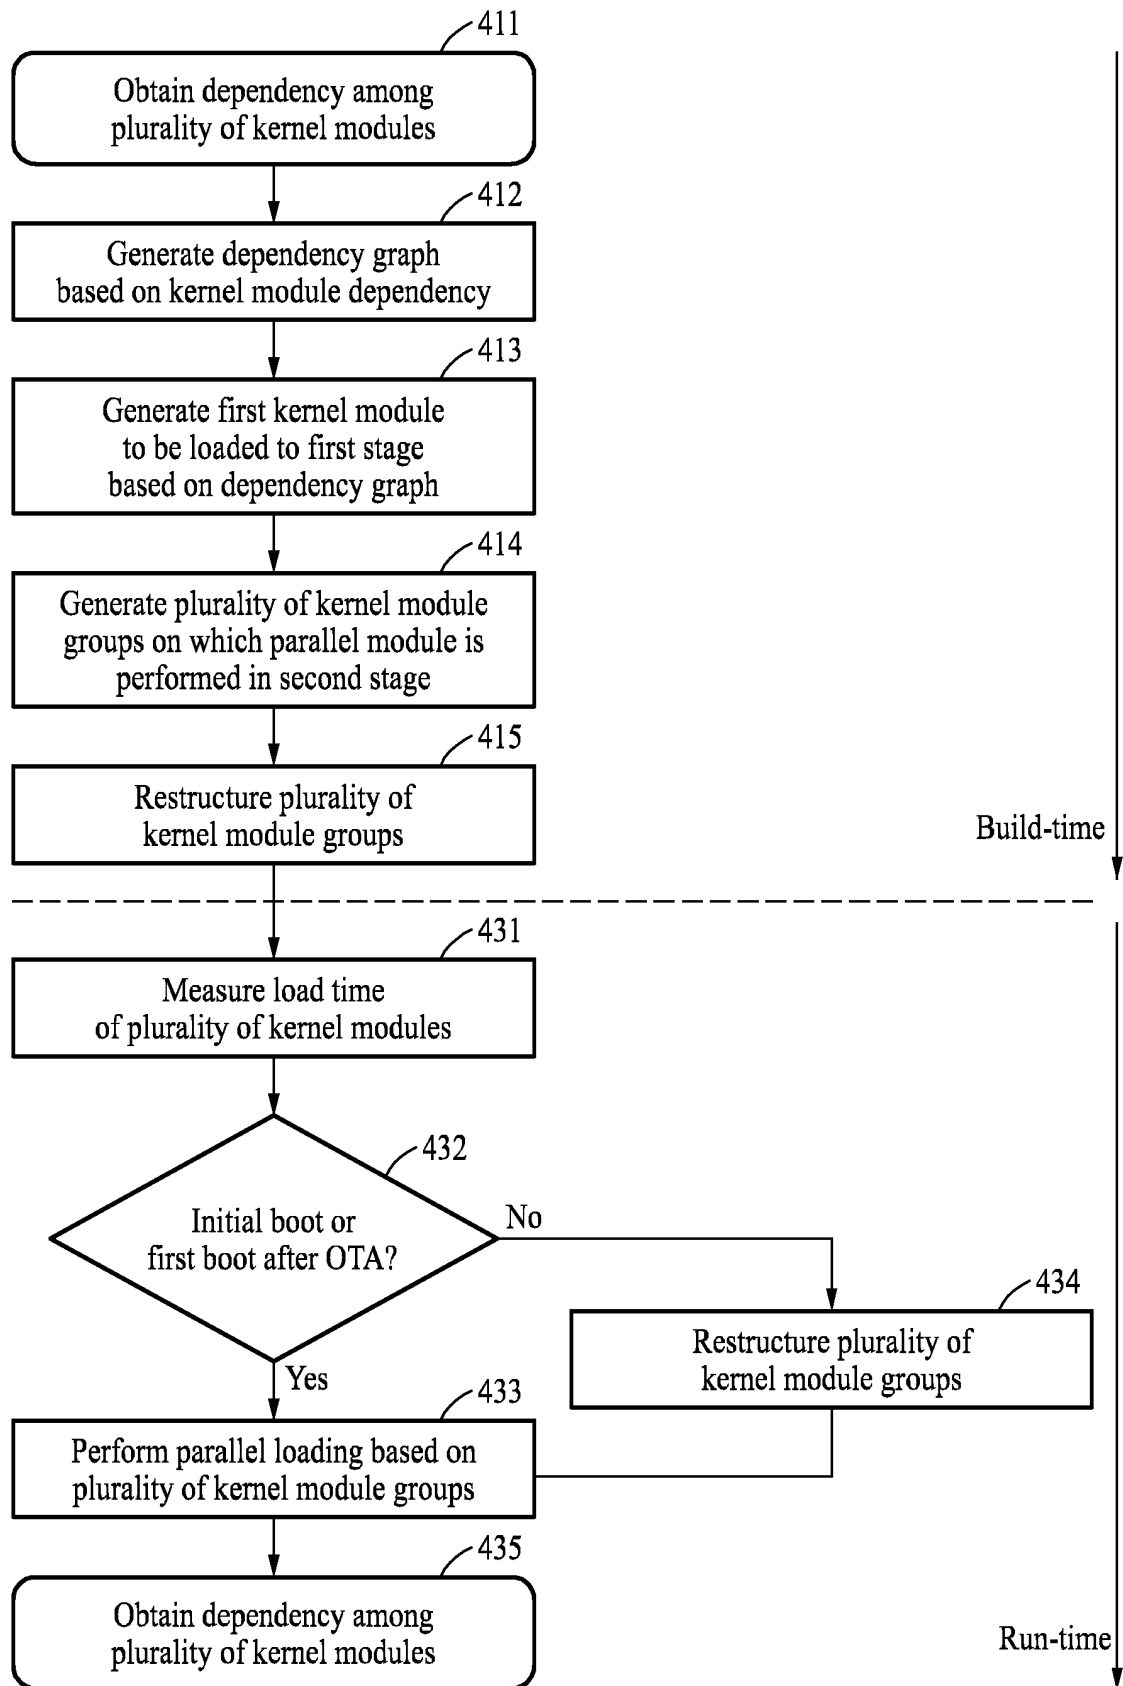 411
Obtain dependency among
plurality of kernel modules
412
Generate dependency graph
based on kernel module dependency
413
Generate first kernel module
to be loaded to first stage
based on dependency graph
414
Generate plurality of kernel module
groups on which parallel module is
performed in second stage
415
Restructure plurality of
kernel module groups
Build-time
431
Measure load time
of plurality of kernel modules
432
Initial boot or
first boot after OTA?
No
434
Restructure plurality of
kernel module groups
Yes
433
Perform parallel loading based on
plurality of kernel module groups
435
Obtain dependency among
plurality of kernel modules
Run-time